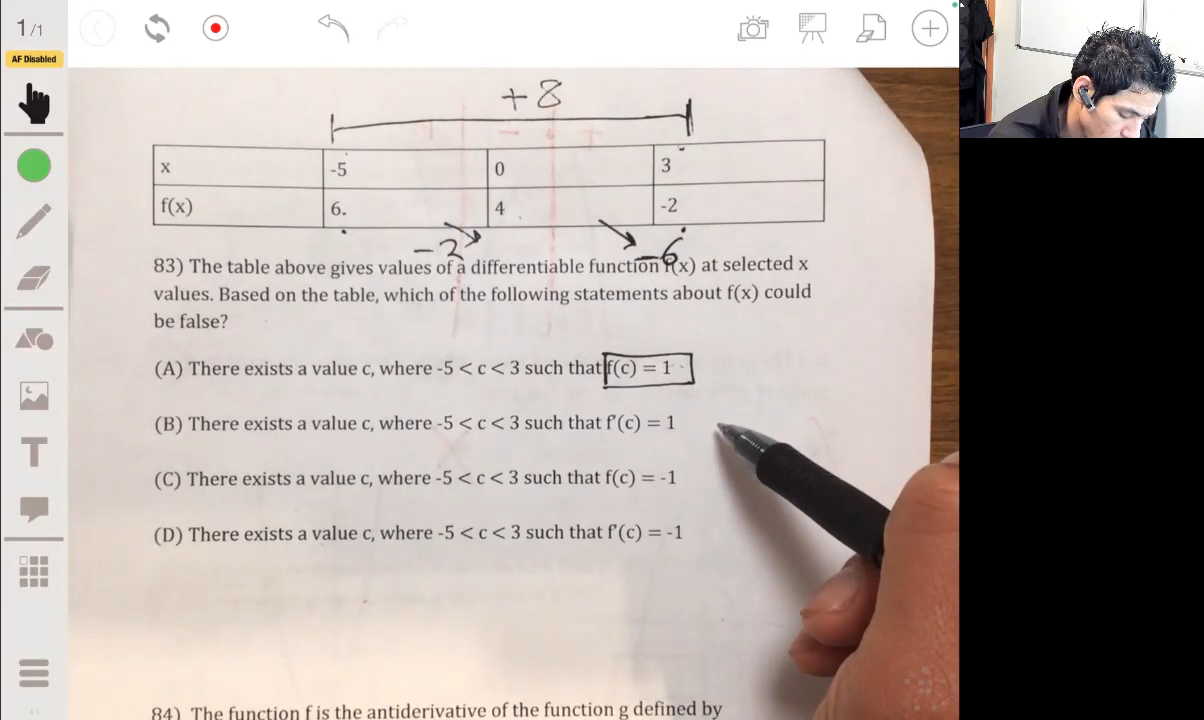 1/1
AF Disabled
+8
x -5 0 3
f(x) 6. 4 -2
-2 -6
83) The table above gives values of a differentiable function f(x) at selected x
values. Based on the table, which of the following statements about f(x) could
be false?
(A) There exists a value c, where -5 < c < 3 such that f(c) = 1
(B) There exists a value c, where -5 < c < 3 such that f'(c) = 1
(C) There exists a value c, where -5 < c < 3 such that f(c) = -1
(D) There exists a value c, where -5 < c < 3 such that f'(c) = -1
84) The function f is the antiderivative of the function g defined by
T